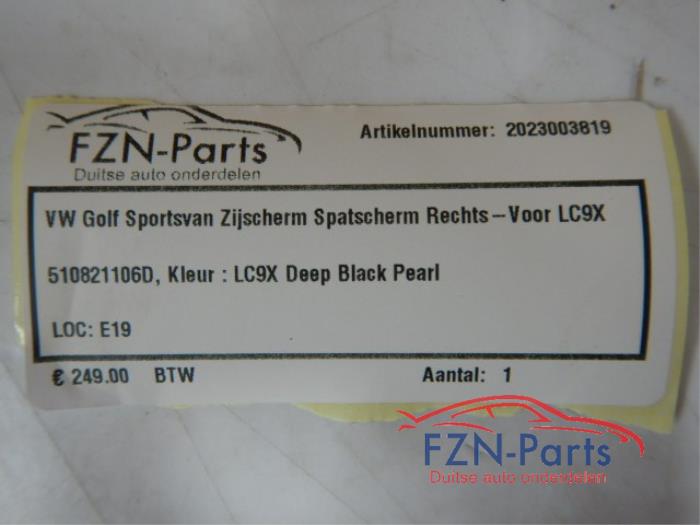 FZN-Parts
Duitse auto onderdelen
Artikelnummer: 2023003819
VW Golf Sportsvan Zijscherm Spatscherm Rechts-Voor LC9X
510821106D, Kleur : LC9X Deep Black Pearl
LOC: E19
€ 249.00 BTW
Aantal: 1
FZN-Parts
Duitse auto onderdelen